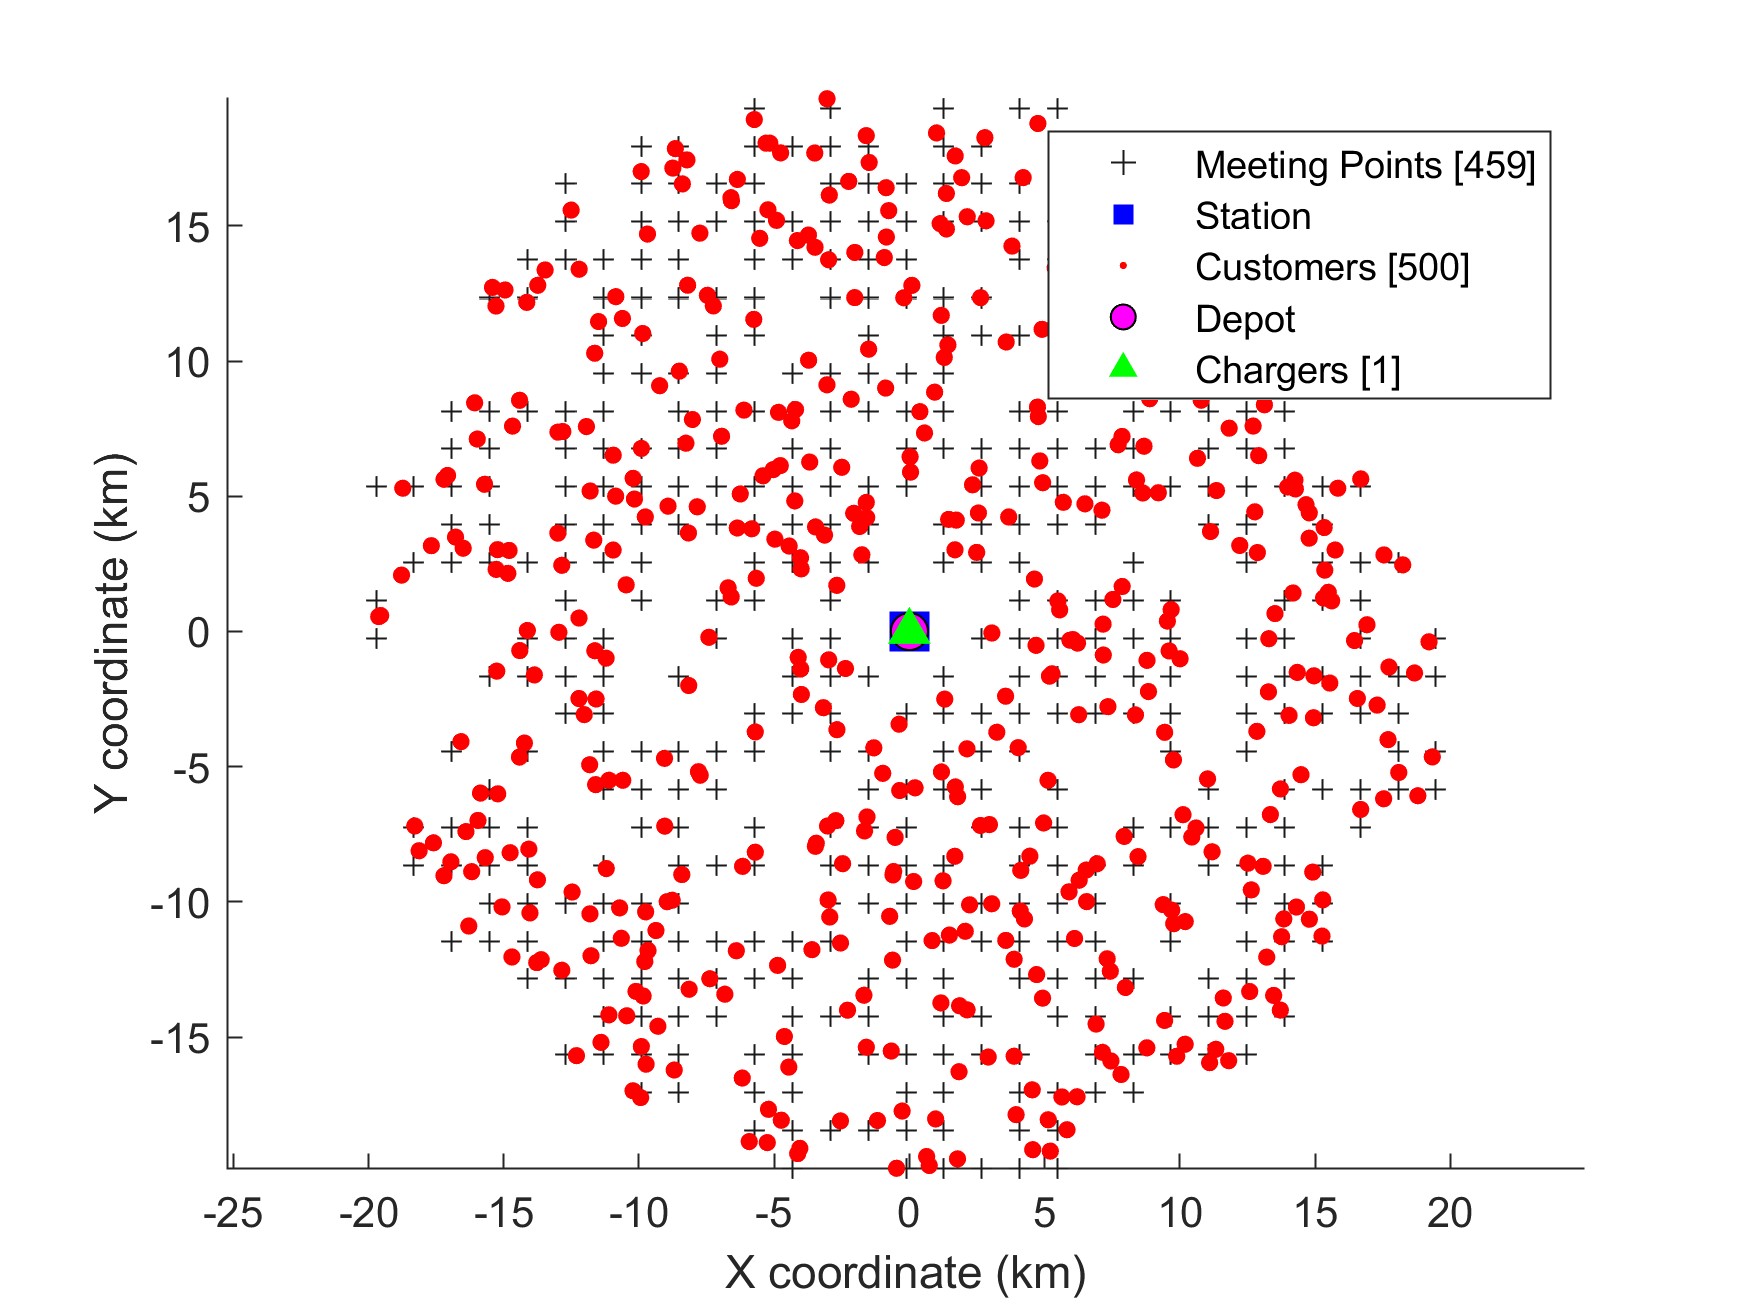 Meeting Points [459]
Station
Customers [500]
Depot
Chargers [1]
15
10
5
0
-5
-10
-15
Y coordinate (km)
-25 -20 -15 -10 -5 0 5 10 15 20
X coordinate (km)